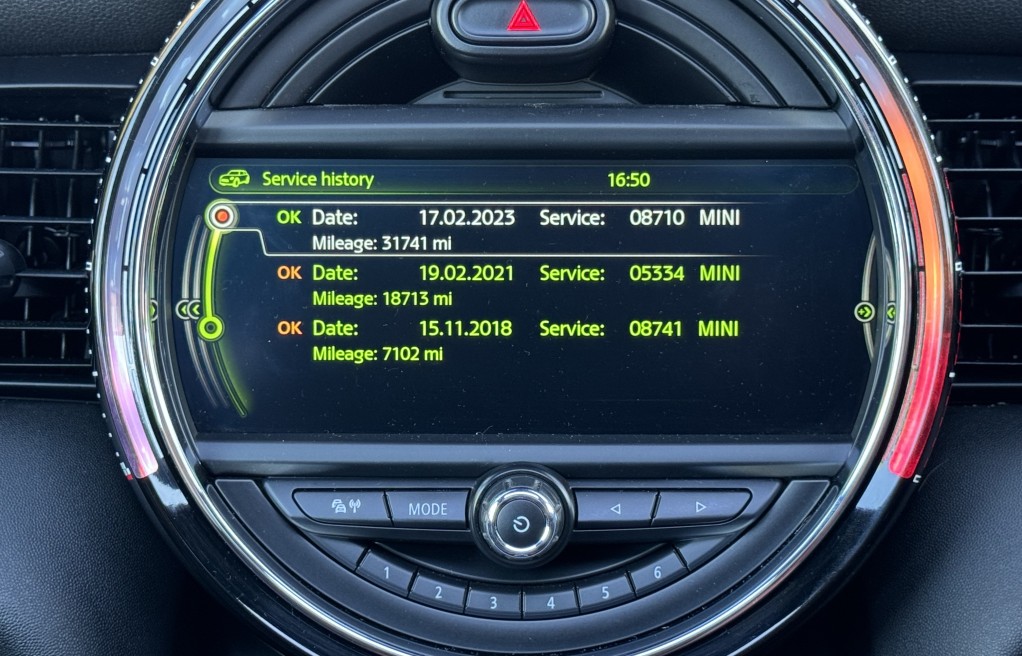 Service history 16:50
OK Date: 17.02.2023 Service: 08710 MINI
Mileage: 31741 mi
OK Date: 19.02.2021 Service: 05334 MINI
Mileage: 18713 mi
OK Date: 15.11.2018 Service: 08741 MINI
Mileage: 7102 mi
MODE
1 2 3 4 5 6